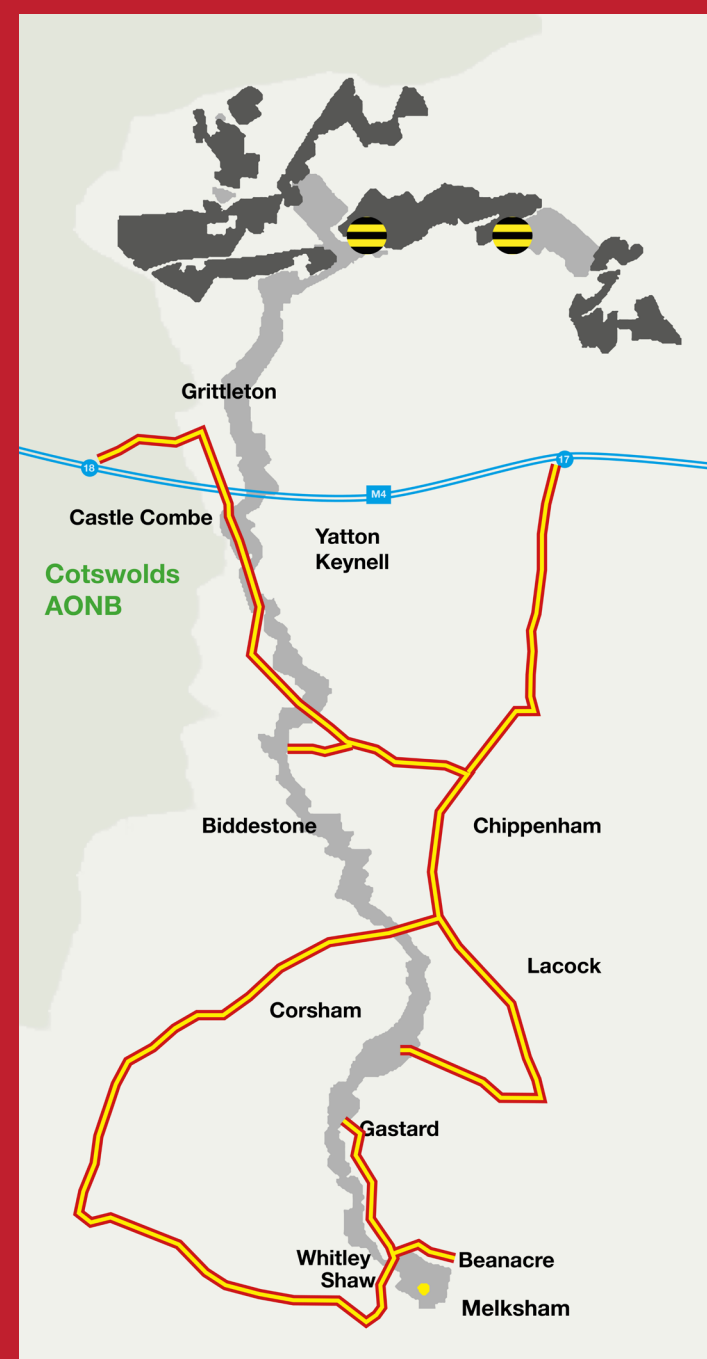 Grittleton
18
17
M4
Castle Combe
Yatton
Keynell
Cotswolds
AONB
Biddestone
Chippenham
Lacock
Corsham
Gastard
Whitley
Shaw
Beanacre
Melksham